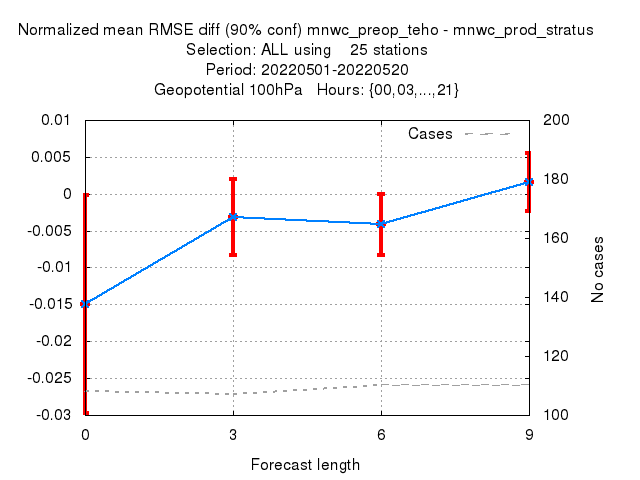 Normalized mean RMSE diff (90% conf) mnwc_preop_teho - mnwc_prod_stratus
Selection: ALL using    25 stations
Period: 20220501-20220520
Geopotential 100hPa   Hours: {00,03,...,21}
Cases
0.01
0.005
0
-0.005
-0.01
-0.015
-0.02
-0.025
-0.03
200
180
160
140
120
100
No cases
0
3
6
9
Forecast length